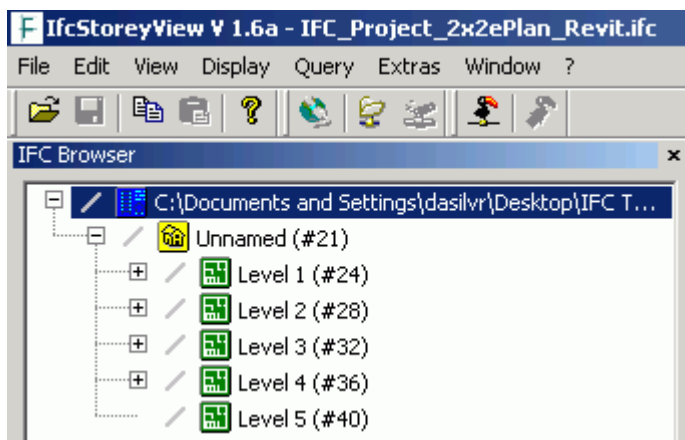 IfcStoreyView V 1.6a - IFC_Project_2x2ePlan_Revit.ifc
File Edit View Display Query Extras Window ?
IFC Browser
C:\Documents and Settings\dasilvr\Desktop\IFC T...
Unnamed (#21)
Level 1 (#24)
Level 2 (#28)
Level 3 (#32)
Level 4 (#36)
Level 5 (#40)